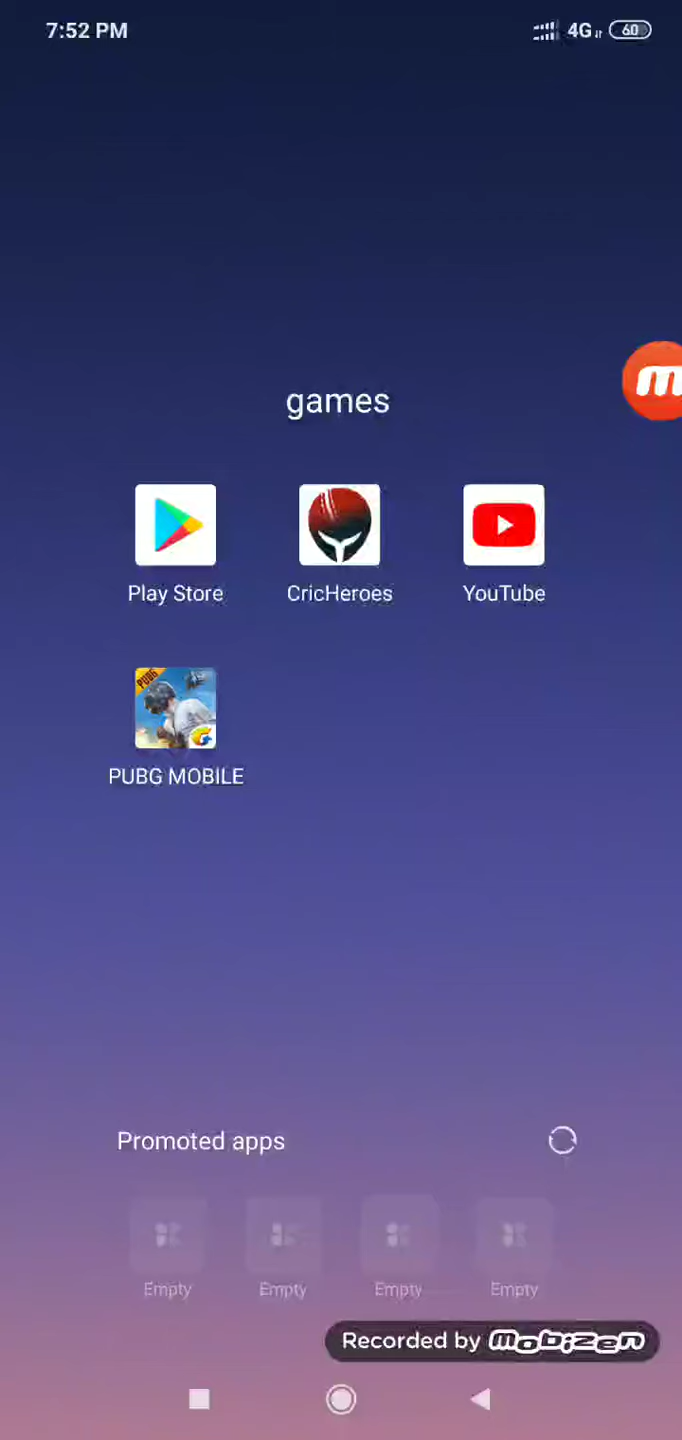 7:52 PM
4G 60
games
Play Store
CricHeroes
YouTube
PUBG
PUBG MOBILE
Promoted apps
Empty
Empty
Empty
Empty
Recorded by mobizen